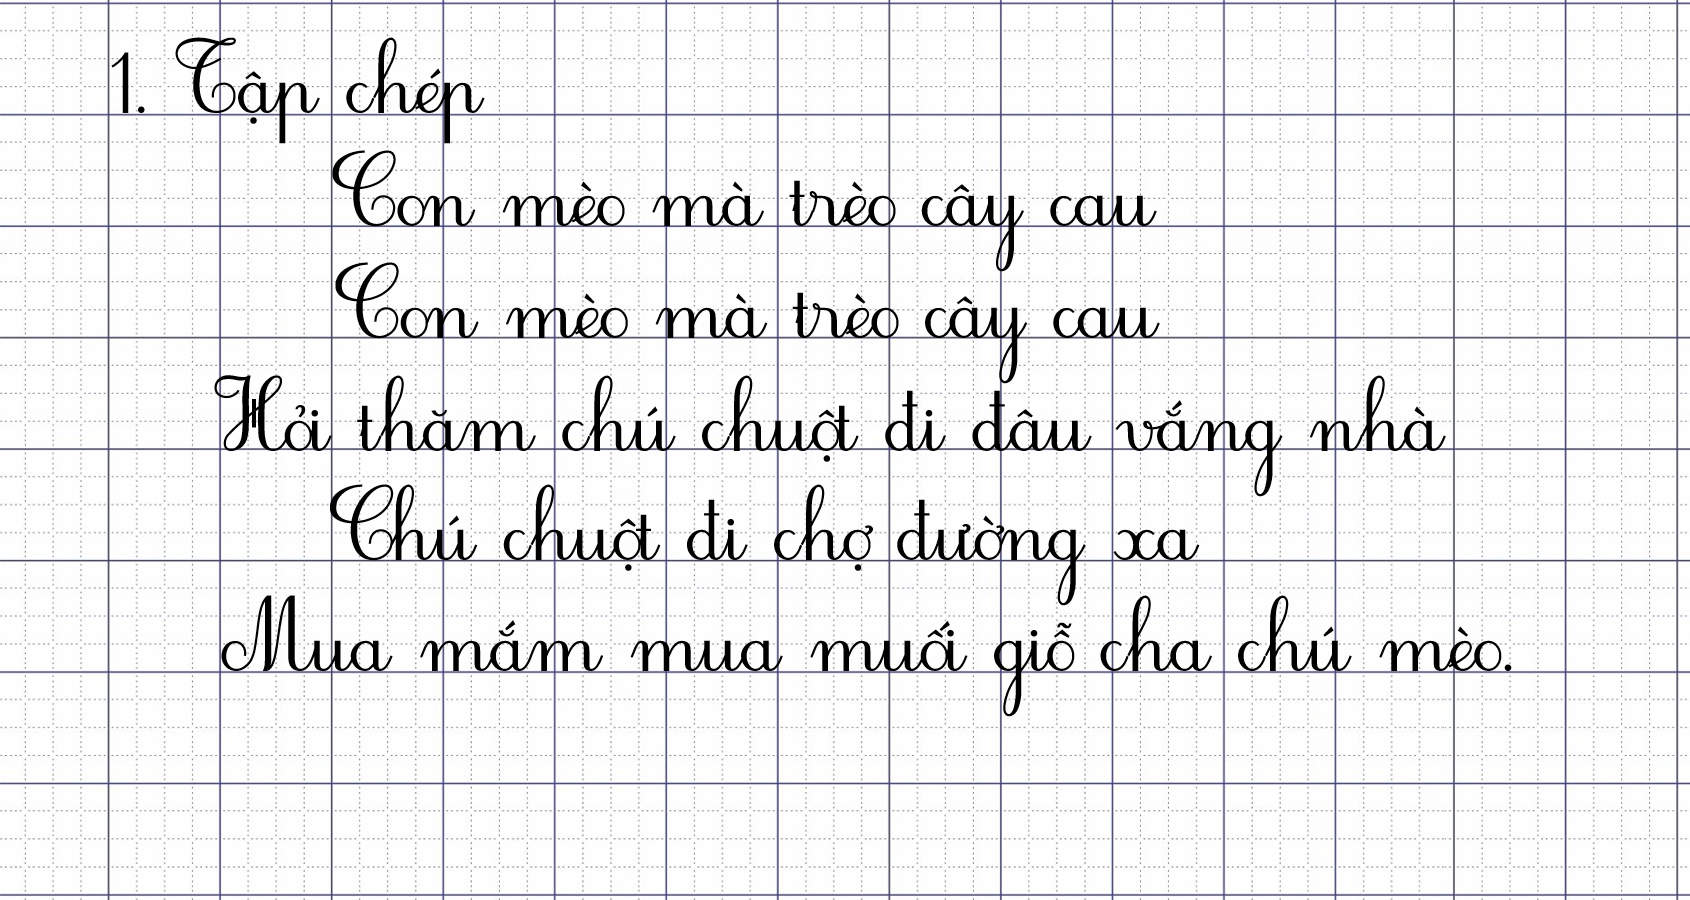 1. Tập chép
Con mèo mà trèo cây cau
Con mèo mà trèo cây cau
Hỏi thăm chú chuột đi đâu vắng nhà
Chú chuột đi chợ đường xa
Mua mắm mua muối giỗ cha chú mèo.